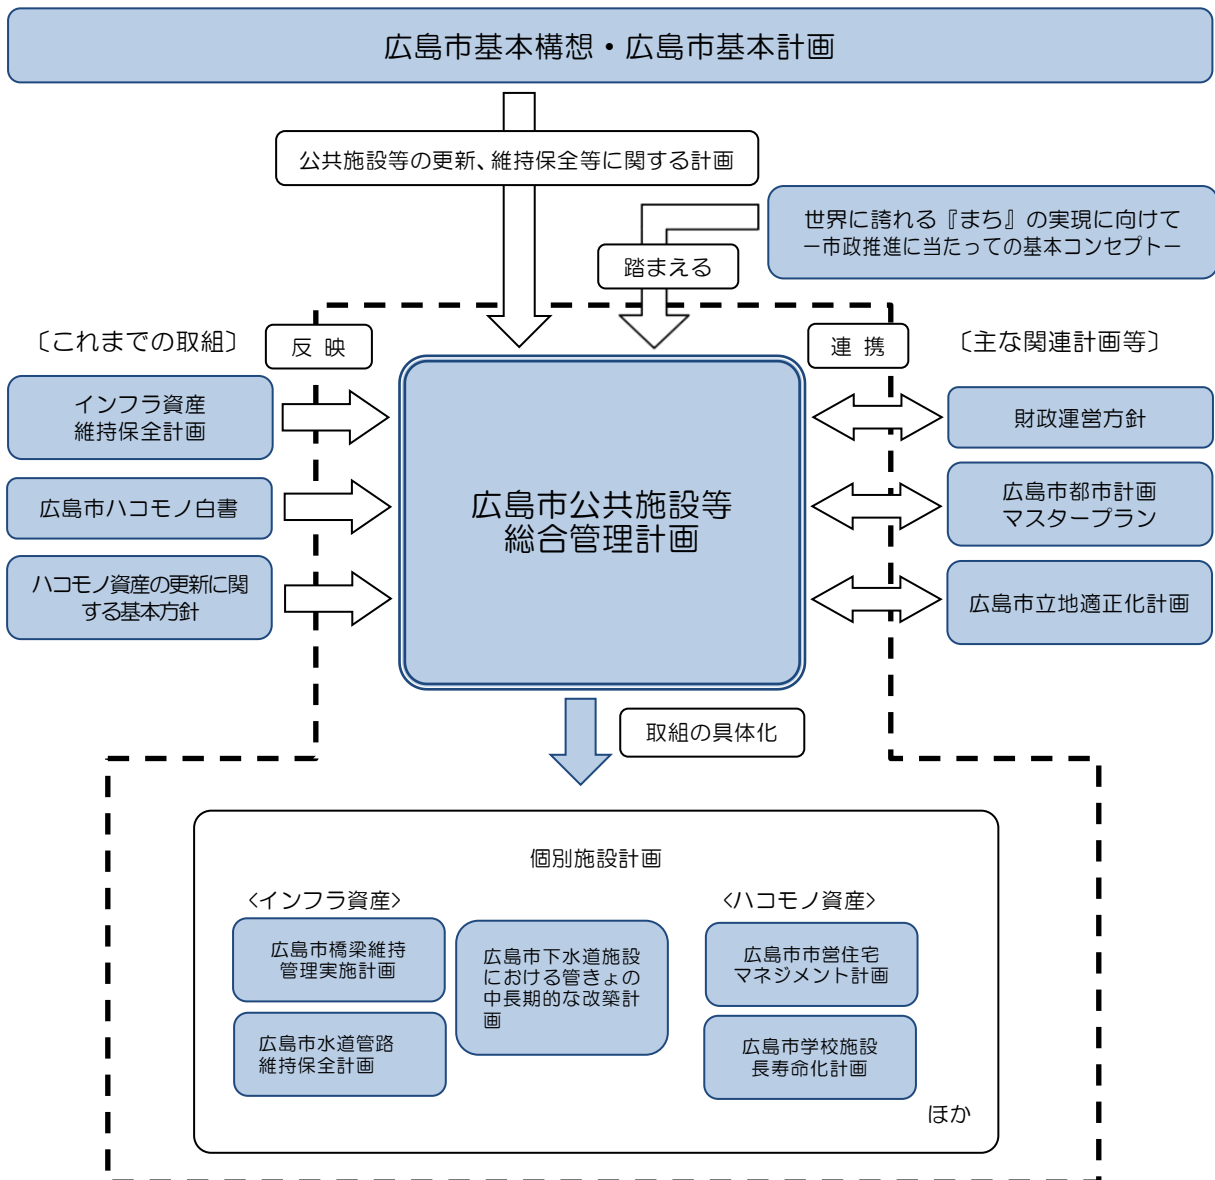 広島市基本構想・広島市基本計画
公共施設等の更新、維持保全等に関する計画
世界に誇れる『まち』の実現に向けて
－市政推進に当たっての基本コンセプト－
踏まえる
〔これまでの取組〕
反 映
連 携
〔主な関連計画等〕
インフラ資産
維持保全計画
広島市ハコモノ白書
ハコモノ資産の更新に関
する基本方針
広島市公共施設等
総合管理計画
財政運営方針
広島市都市計画
マスタープラン
広島市立地適正化計画
取組の具体化
個別施設計画
<インフラ資産>
<ハコモノ資産>
広島市橋梁維持
管理実施計画
広島市下水道施設
における管きょの
中長期的な改築計
画
広島市市営住宅
マネジメント計画
広島市水道管路
維持保全計画
広島市学校施設
長寿命化計画
ほか